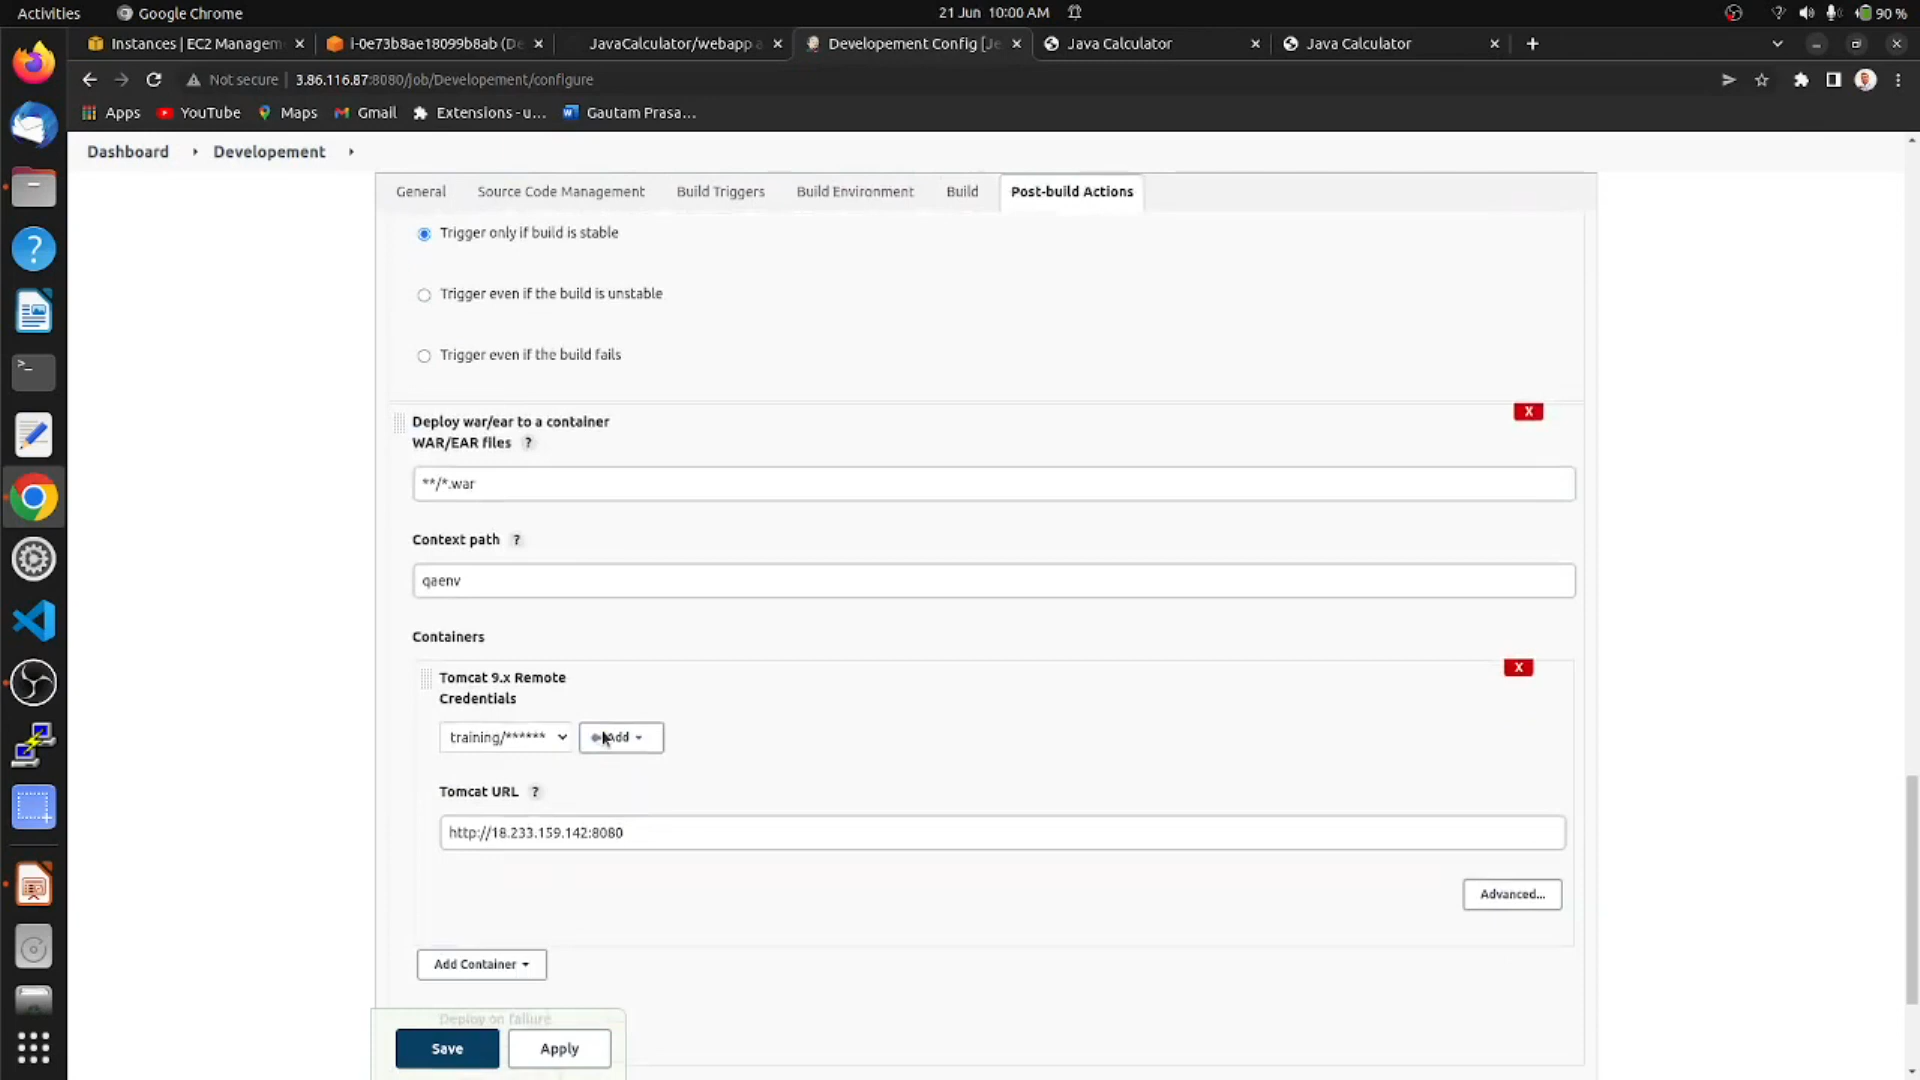 Activities
Google Chrome
21 Jun 10:00 AM
90 %
Instances | EC2 Managem
i-0e73b8ae18099b8ab (De
JavaCalculator/webapp a
Developement Config [Je
Java Calculator
Java Calculator
Not secure
3.86.116.87:8080/job/Developement/configure
Apps
YouTube
Maps
Gmail
Extensions - u...
Gautam Prasa...
Dashboard
Developement
General
Source Code Management
Build Triggers
Build Environment
Build
Post-build Actions
Trigger only if build is stable
Trigger even if the build is unstable
Trigger even if the build fails
X
Deploy war/ear to a container
WAR/EAR files ?
**/*.war
Context path ?
qaenv
Containers
X
Tomcat 9.x Remote
Credentials
training/******
Add
Tomcat URL ?
http://18.233.159.142:8080
Advanced...
Add Container
Deploy on failure
Save
Apply